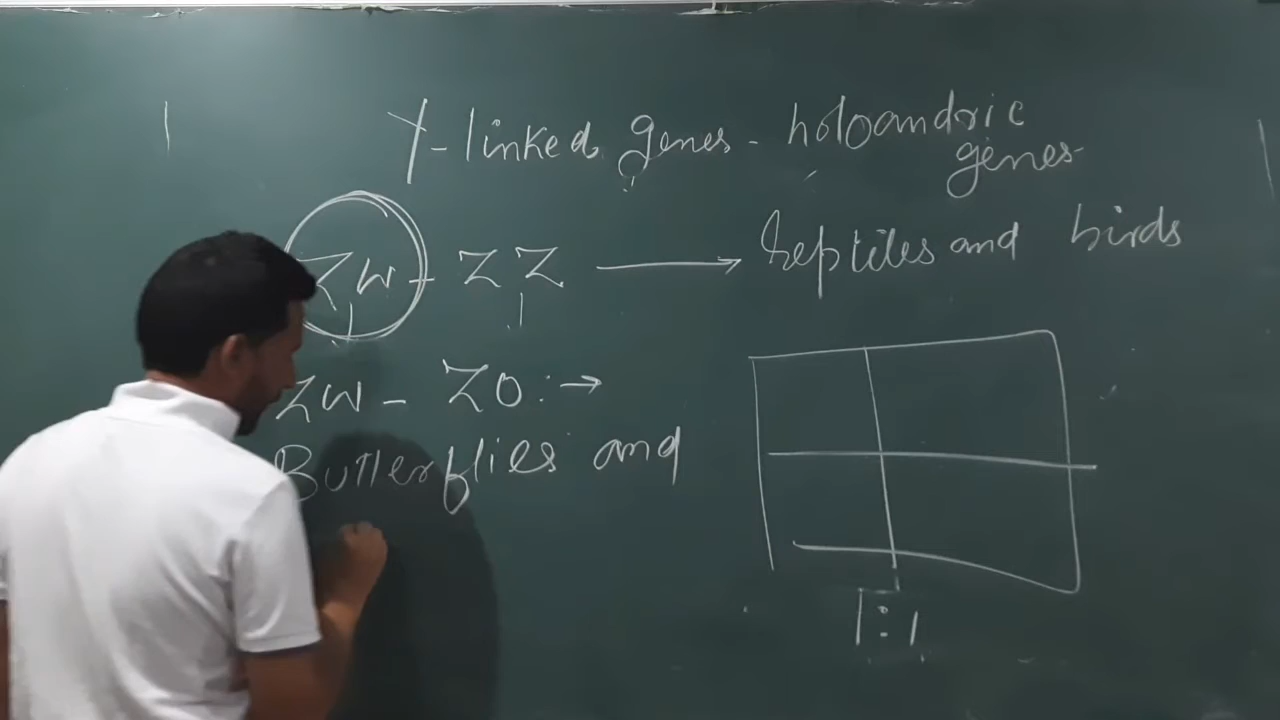 Y-linked genes - holoandric
genes
ZW - ZZ → Reptiles and birds
ZW - ZO: →
Butterflies and
1:1